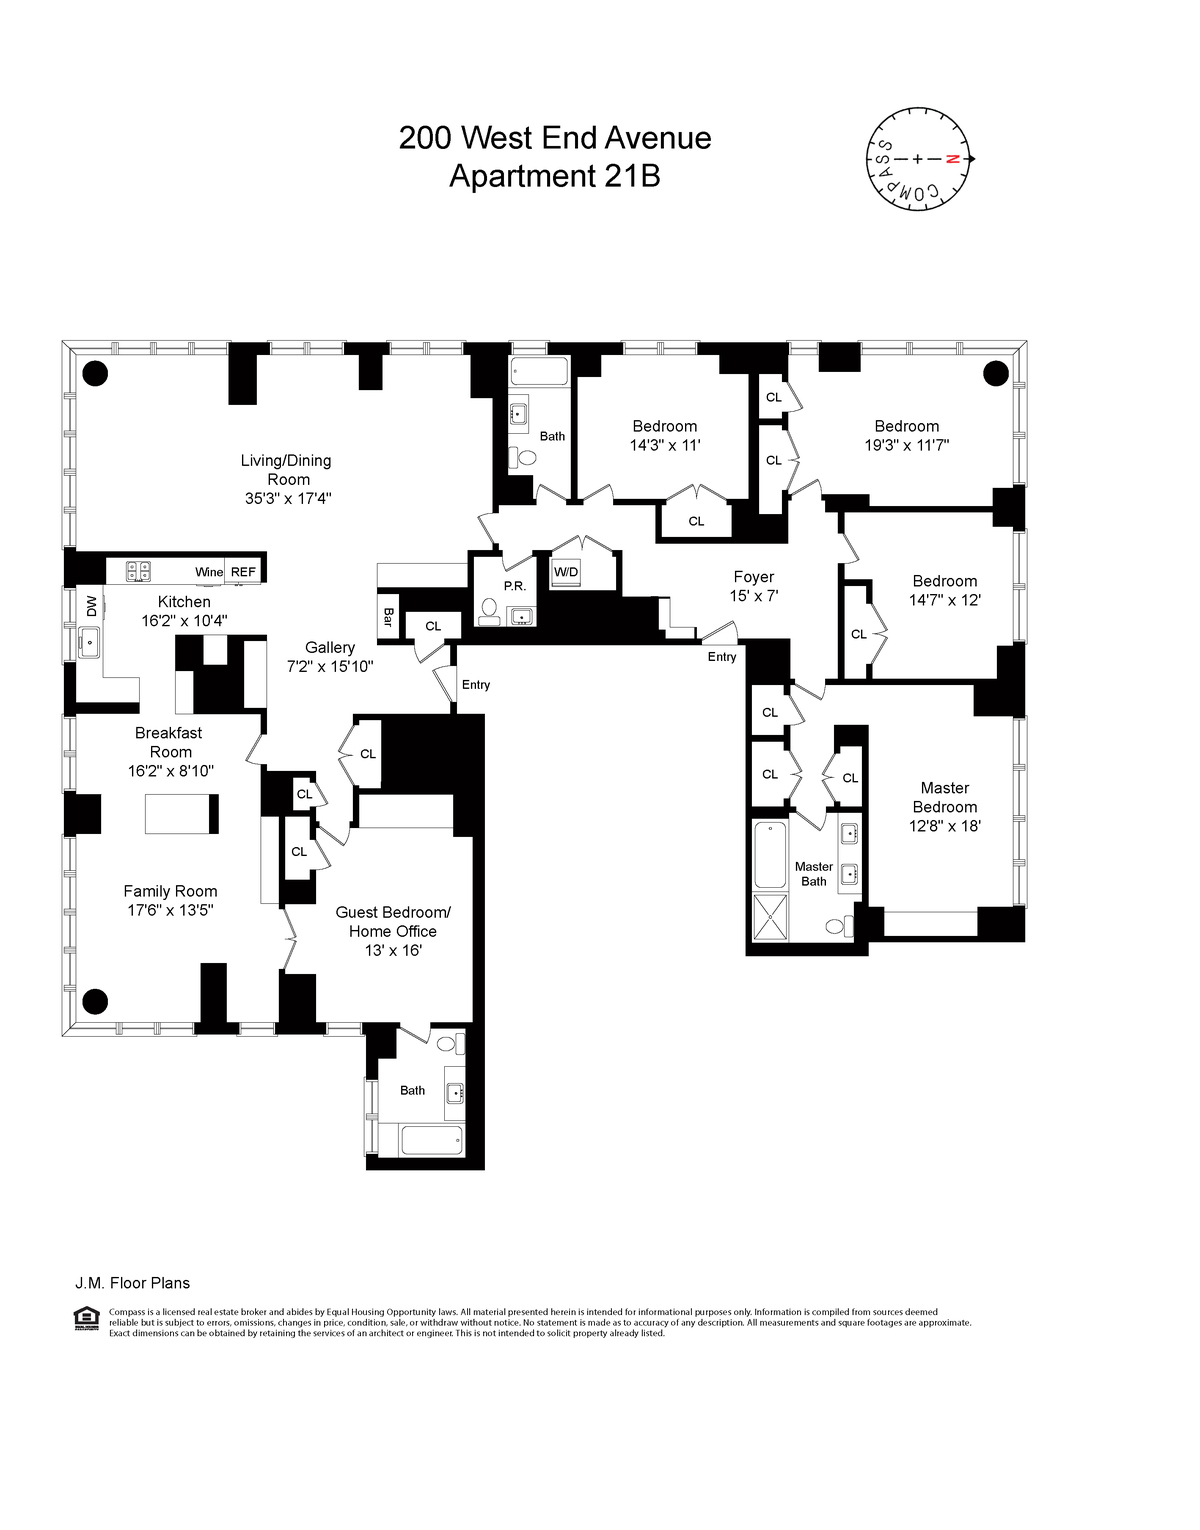 200 West End Avenue
Apartment 21B
COMPASS
N
Living/Dining
Room
35'3" x 17'4"
Bath
Bedroom
14'3" x 11'
CL
CL
CL
Bedroom
19'3" x 11'7"
Wine
REF
DW
Kitchen
16'2" x 10'4"
Bar
CL
P.R.
W/D
Foyer
15' x 7'
Entry
Bedroom
14'7" x 12'
CL
Gallery
7'2" x 15'10"
Entry
Breakfast
Room
16'2" x 8'10"
CL
CL
CL
CL
CL
CL
Master
Bedroom
12'8" x 18'
Master
Bath
Family Room
17'6" x 13'5"
Guest Bedroom/
Home Office
13' x 16'
Bath
J.M. Floor Plans
Compass is a licensed real estate broker and abides by Equal Housing Opportunity laws. All material presented herein is intended for informational purposes only. Information is compiled from sources deemed
reliable but is subject to errors, omissions, changes in price, condition, sale, or withdraw without notice. No statement is made as to accuracy of any description. All measurements and square footages are approximate.
Exact dimensions can be obtained by retaining the services of an architect or engineer. This is not intended to solicit property already listed.